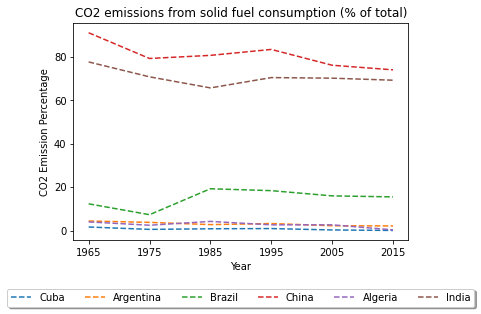 CO2 emissions from solid fuel consumption (% of total)
CO2 Emission Percentage
80
60
40
20
0
1965 1975 1985 1995 2005 2015
Year
Cuba Argentina Brazil China Algeria India